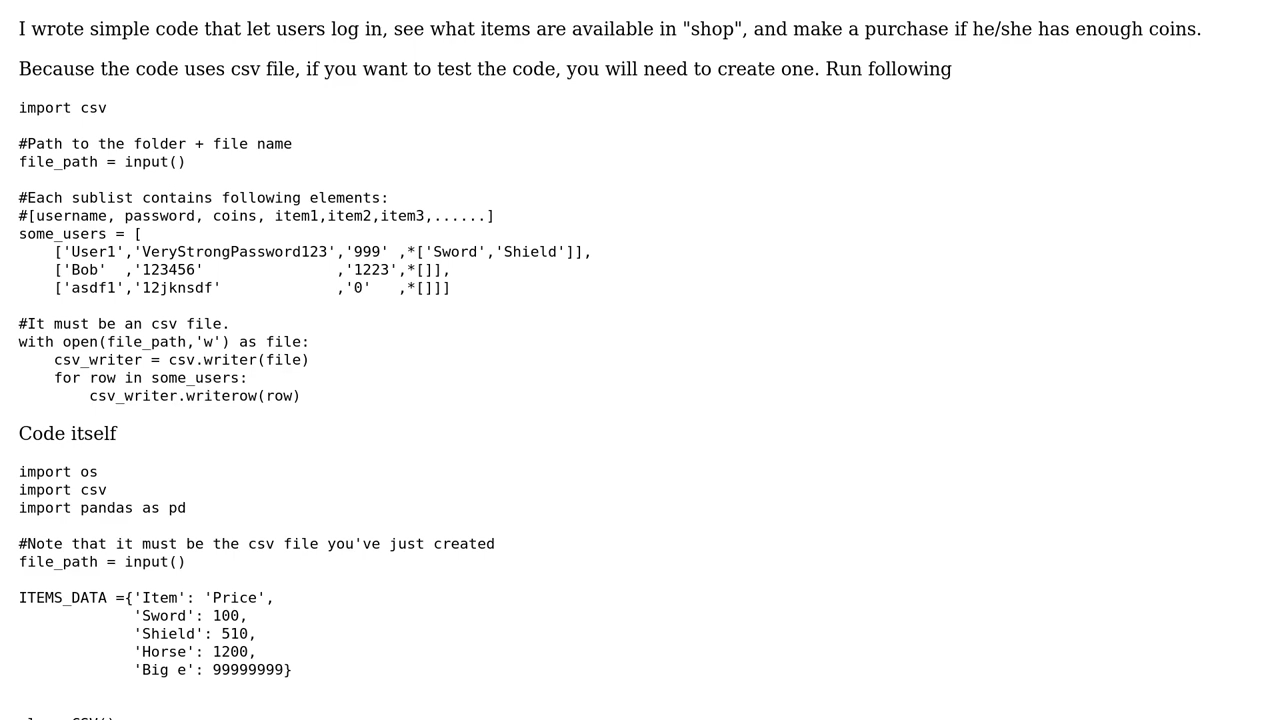 I wrote simple code that let users log in, see what items are available in "shop", and make a purchase if he/she has enough coins.
Because the code uses csv file, if you want to test the code, you will need to create one. Run following
import csv
#Path to the folder + file name
file_path = input()
#Each sublist contains following elements:
#[username, password, coins, item1,item2,item3,......]
some_users = [
    ['User1','VeryStrongPassword123','999' ,*['Sword','Shield']],
    ['Bob'  ,'123456'               ,'1223',*[]],
    ['asdf1','12jknsdf'             ,'0'   ,*[]]]
#It must be an csv file.
with open(file_path,'w') as file:
    csv_writer = csv.writer(file)
    for row in some_users:
        csv_writer.writerow(row)
Code itself
import os
import csv
import pandas as pd
#Note that it must be the csv file you've just created
file_path = input()
ITEMS_DATA ={'Item': 'Price',
             'Sword': 100,
             'Shield': 510,
             'Horse': 1200,
             'Big e': 99999999}